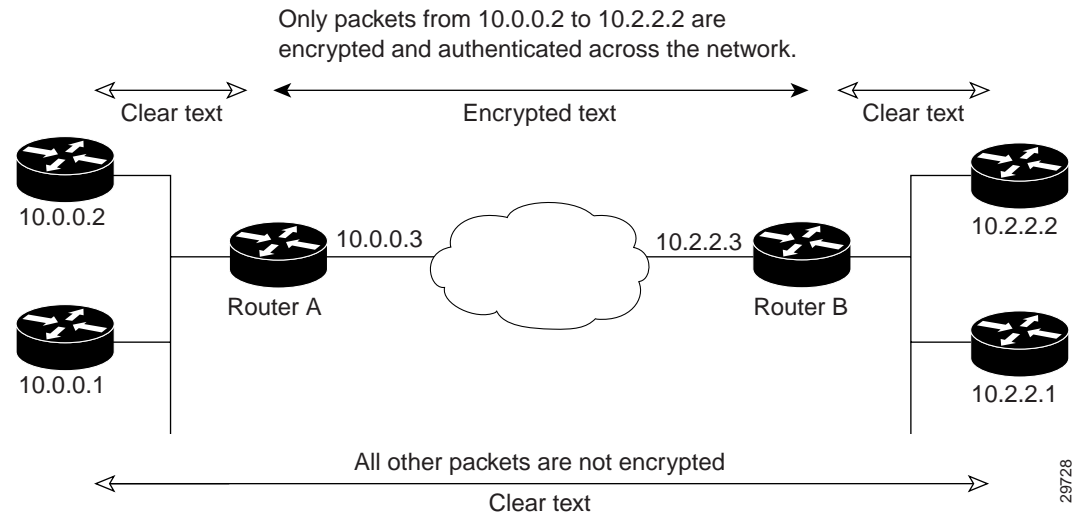 Only packets from 10.0.0.2 to 10.2.2.2 are
encrypted and authenticated across the network.
Clear text
Encrypted text
Clear text
10.0.0.2
10.2.2.2
10.0.0.3
10.2.2.3
Router A
Router B
10.0.0.1
10.2.2.1
All other packets are not encrypted
Clear text
29728